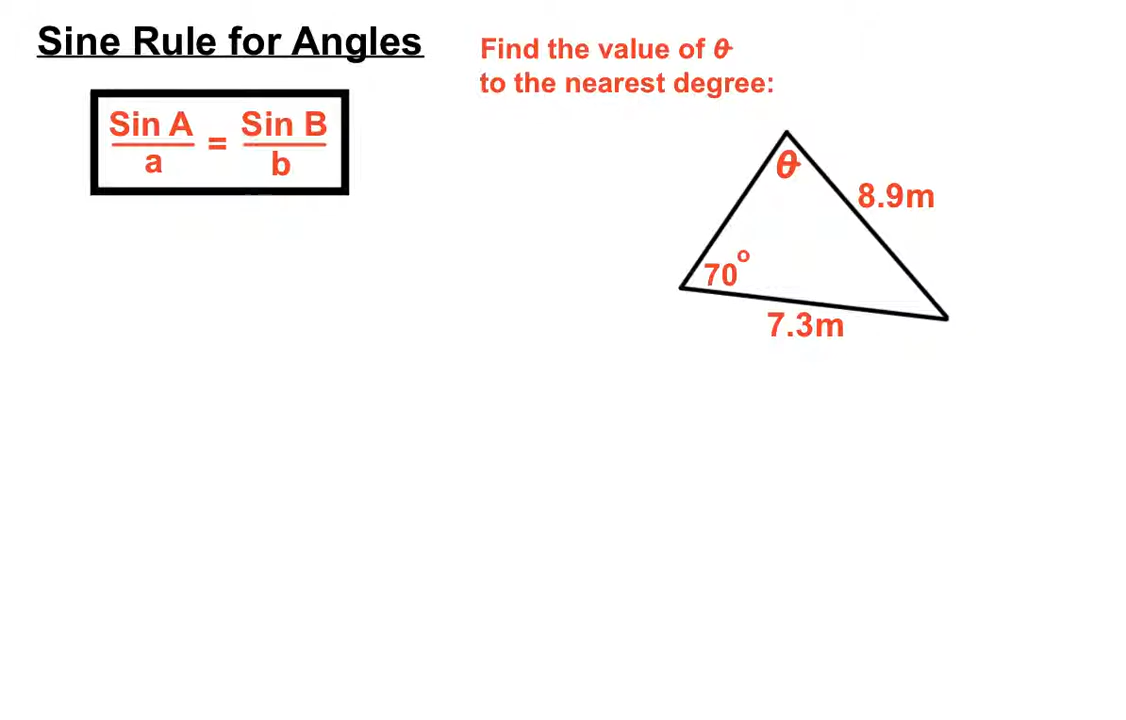 Sine Rule for Angles
Sin A
a
=
Sin B
b
Find the value of θ
to the nearest degree:
θ
8.9m
70°
7.3m